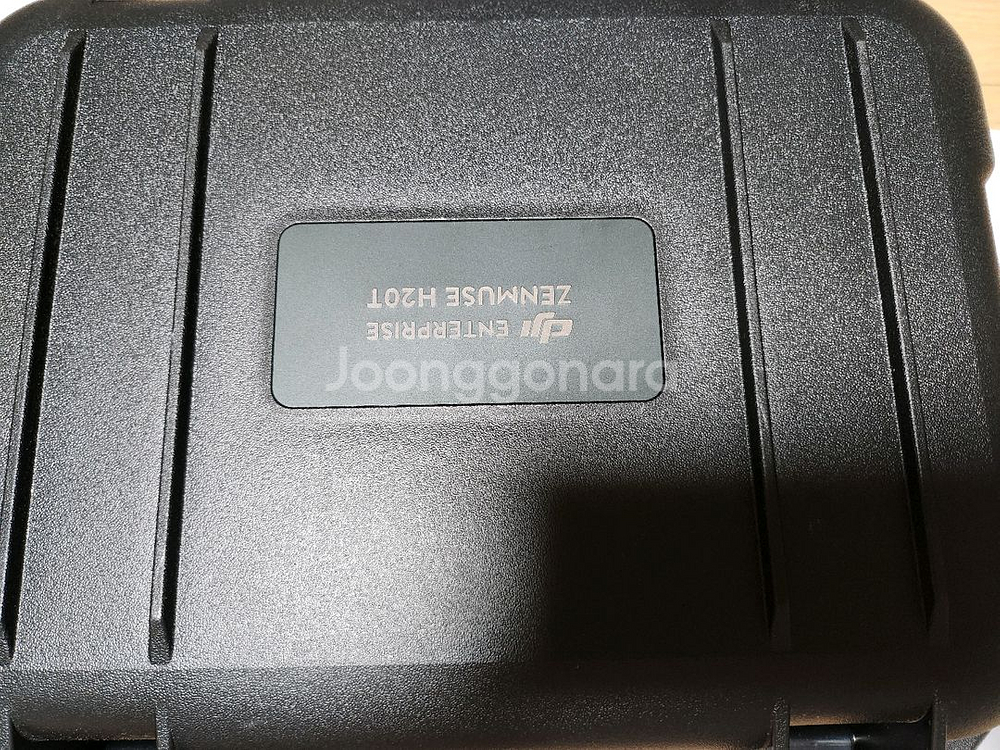 dji ENTERPRISE
ZENMUSE H20T
Joonggonara